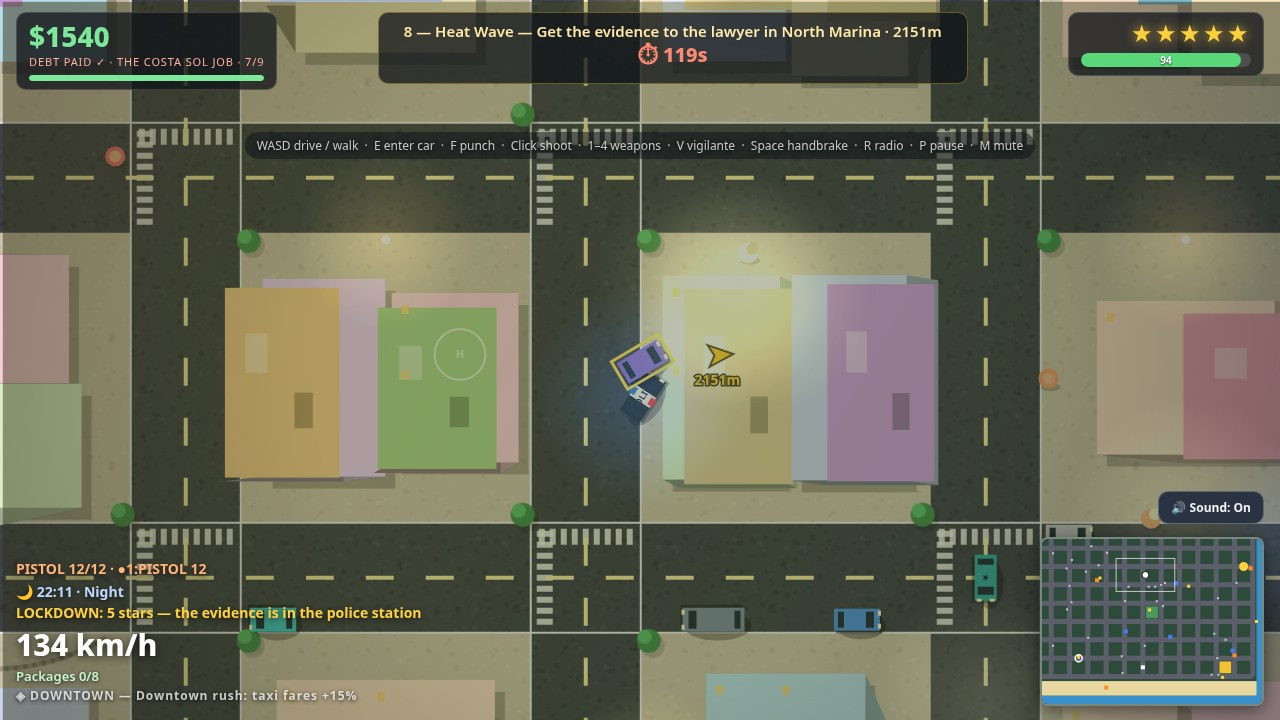 $1540
DEBT PAID ✓ · THE COSTA SOL JOB · 7/9
8 — Heat Wave — Get the evidence to the lawyer in North Marina · 2151m
⏱ 119s
★ ★ ★ ★ ★
94
WASD drive / walk · E enter car · F punch · Click shoot · 1–4 weapons · V vigilante · Space handbrake · R radio · P pause · M mute
H
2151m
🔊 Sound: On
PISTOL 12/12 · ●1:PISTOL 12
🌙 22:11 · Night
LOCKDOWN: 5 stars — the evidence is in the police station
134 km/h
Packages 0/8
◈ DOWNTOWN — Downtown rush: taxi fares +15%